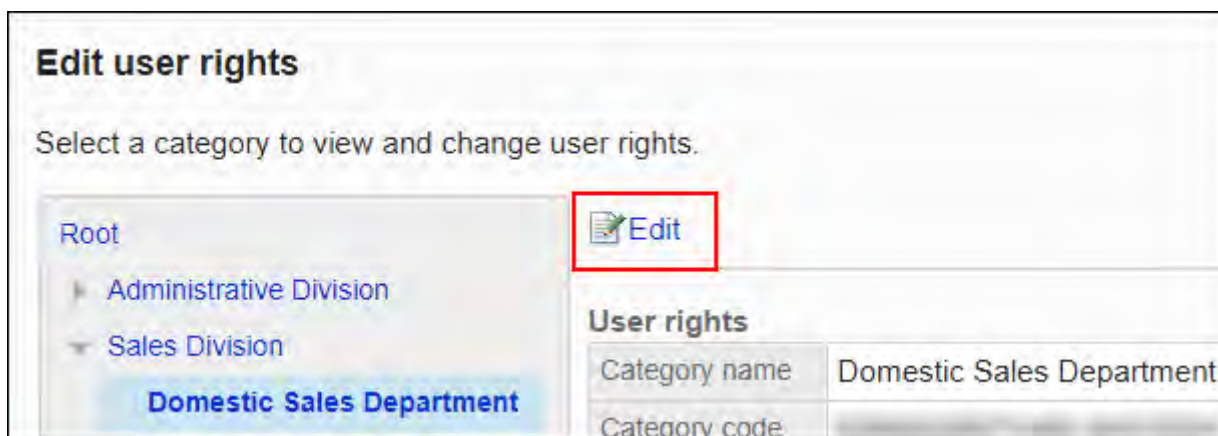 Edit user rights
Select a category to view and change user rights.
Root
Administrative Division
Sales Division
Domestic Sales Department
Edit
User rights
Category name Domestic Sales Department
Category code